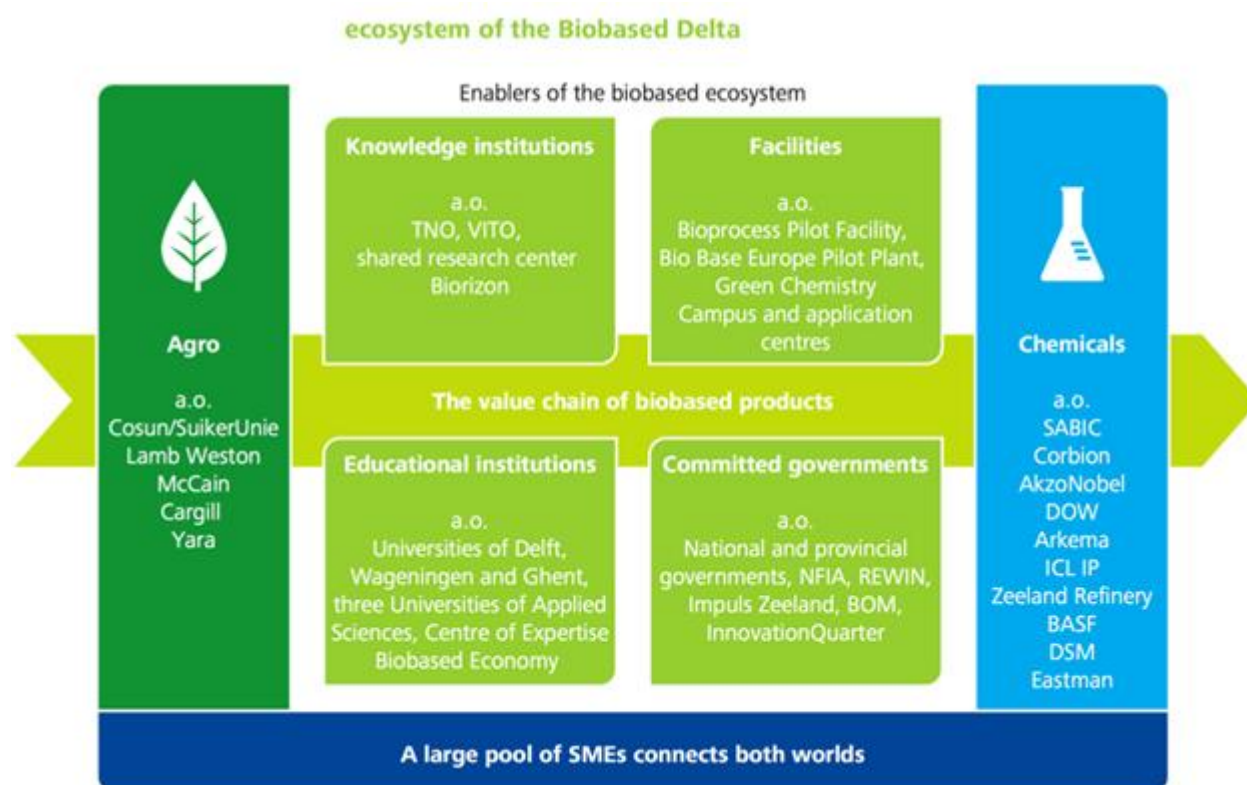 ecosystem of the Biobased Delta
Enablers of the biobased ecosystem
Agro
a.o.
Cosun/SuikerUnie
Lamb Weston
McCain
Cargill
Yara
Knowledge institutions
a.o.
TNO, VITO,
shared research center
Biorizon
Facilities
a.o.
Bioprocess Pilot Facility,
Bio Base Europe Pilot Plant,
Green Chemistry
Campus and application
centres
The value chain of biobased products
Educational institutions
a.o.
Universities of Delft,
Wageningen and Ghent,
three Universities of Applied
Sciences, Centre of Expertise
Biobased Economy
Committed governments
a.o.
National and provincial
governments, NFIA, REWIN,
Impuls Zeeland, BOM,
InnovationQuarter
Chemicals
a.o.
SABIC
Corbion
AkzoNobel
DOW
Arkema
ICL IP
Zeeland Refinery
BASF
DSM
Eastman
A large pool of SMEs connects both worlds